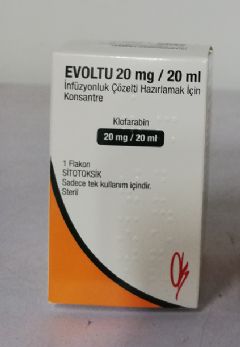 EVOLTU 20 mg / 20 ml
İnfüzyonluk Çözelti Hazırlamak İçin
Konsantre
Klofarabin
20 mg / 20 ml
1 Flakon
SİTOTOKSİK
Sadece tek kullanım içindir.
Steril